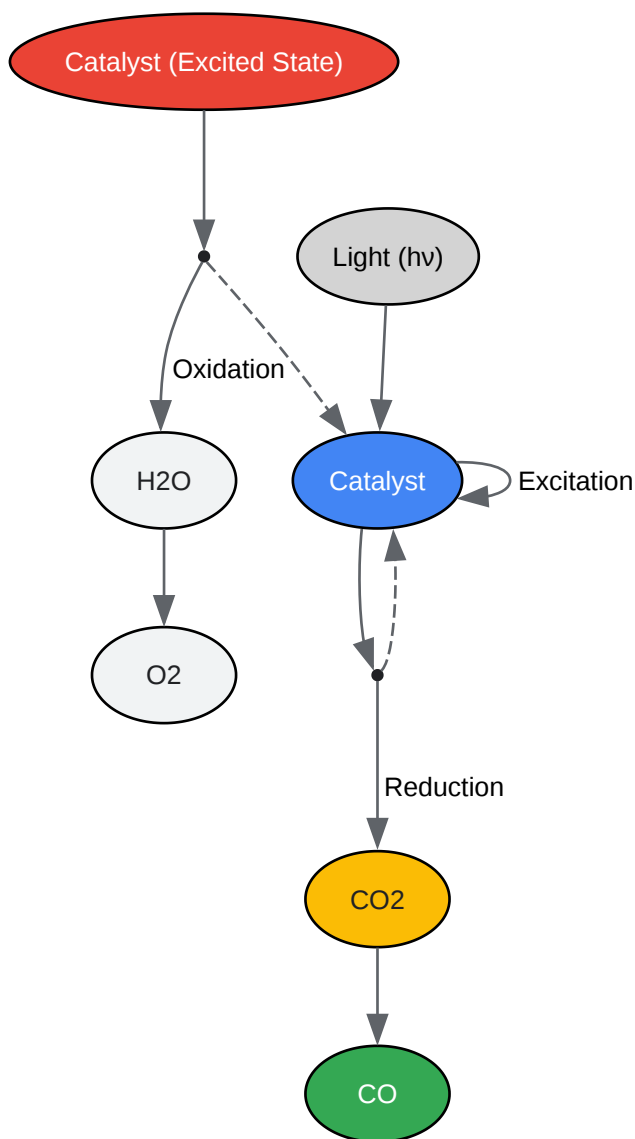 Catalyst (Excited State)
Light (hν)
Oxidation
H2O
Catalyst
Excitation
O2
Reduction
CO2
CO